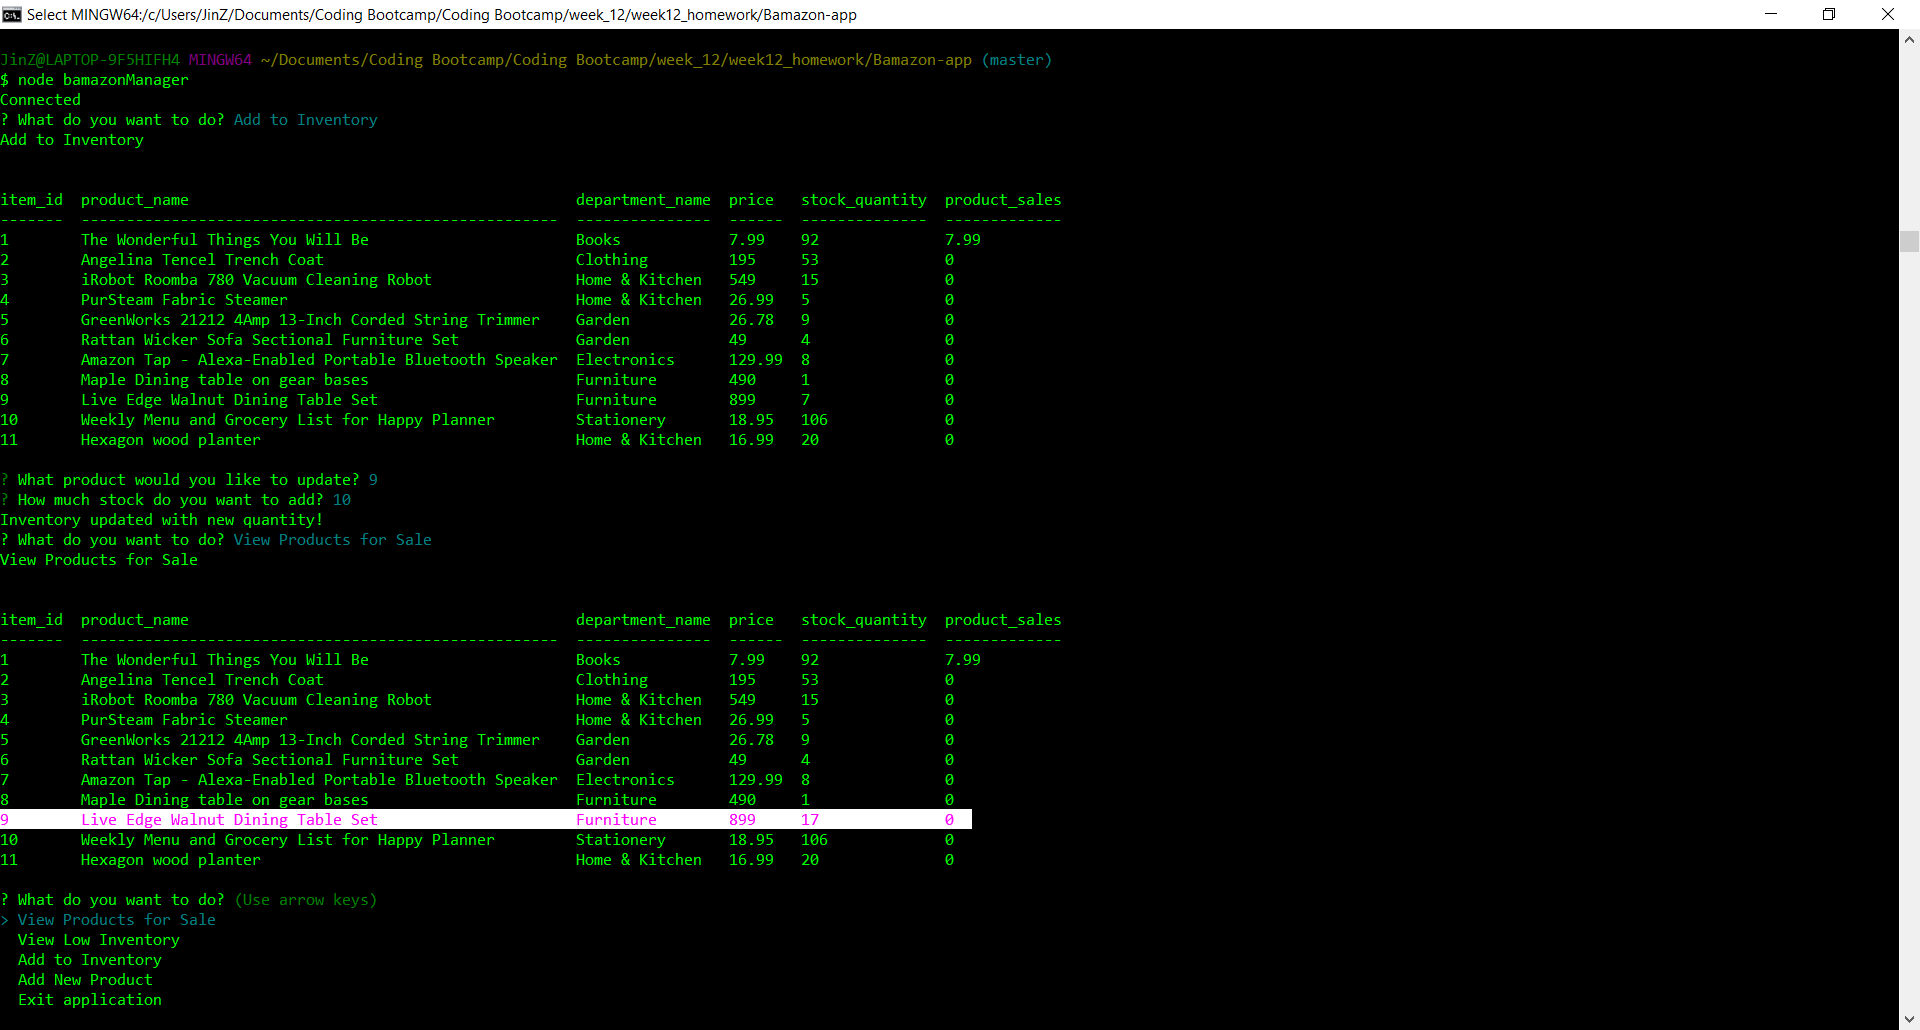 Select MINGW64:/c/Users/JinZ/Documents/Coding Bootcamp/Coding Bootcamp/week_12/week12_homework/Bamazon-app
JinZ@LAPTOP-9F5HIFH4 MINGW64 ~/Documents/Coding Bootcamp/Coding Bootcamp/week_12/week12_homework/Bamazon-app (master)
$ node bamazonManager
Connected
? What do you want to do? Add to Inventory
Add to Inventory
item_id  product_name                                           department_name  price   stock_quantity  product_sales
-------  -----------------------------------------------------  ---------------  ------  --------------  -------------
1        The Wonderful Things You Will Be                       Books            7.99    92              7.99
2        Angelina Tencel Trench Coat                            Clothing         195     53              0
3        iRobot Roomba 780 Vacuum Cleaning Robot                Home & Kitchen   549     15              0
4        PurSteam Fabric Steamer                                Home & Kitchen   26.99   5               0
5        GreenWorks 21212 4Amp 13-Inch Corded String Trimmer    Garden           26.78   9               0
6        Rattan Wicker Sofa Sectional Furniture Set             Garden           49      4               0
7        Amazon Tap - Alexa-Enabled Portable Bluetooth Speaker  Electronics      129.99  8               0
8        Maple Dining table on gear bases                       Furniture        490     1               0
9        Live Edge Walnut Dining Table Set                      Furniture        899     7               0
10       Weekly Menu and Grocery List for Happy Planner         Stationery       18.95   106             0
11       Hexagon wood planter                                   Home & Kitchen   16.99   20              0
? What product would you like to update? 9
? How much stock do you want to add? 10
Inventory updated with new quantity!
? What do you want to do? View Products for Sale
View Products for Sale
item_id  product_name                                           department_name  price   stock_quantity  product_sales
-------  -----------------------------------------------------  ---------------  ------  --------------  -------------
1        The Wonderful Things You Will Be                       Books            7.99    92              7.99
2        Angelina Tencel Trench Coat                            Clothing         195     53              0
3        iRobot Roomba 780 Vacuum Cleaning Robot                Home & Kitchen   549     15              0
4        PurSteam Fabric Steamer                                Home & Kitchen   26.99   5               0
5        GreenWorks 21212 4Amp 13-Inch Corded String Trimmer    Garden           26.78   9               0
6        Rattan Wicker Sofa Sectional Furniture Set             Garden           49      4               0
7        Amazon Tap - Alexa-Enabled Portable Bluetooth Speaker  Electronics      129.99  8               0
8        Maple Dining table on gear bases                       Furniture        490     1               0
9        Live Edge Walnut Dining Table Set                      Furniture        899     17              0
10       Weekly Menu and Grocery List for Happy Planner         Stationery       18.95   106             0
11       Hexagon wood planter                                   Home & Kitchen   16.99   20              0
? What do you want to do? (Use arrow keys)
> View Products for Sale
  View Low Inventory
  Add to Inventory
  Add New Product
  Exit application